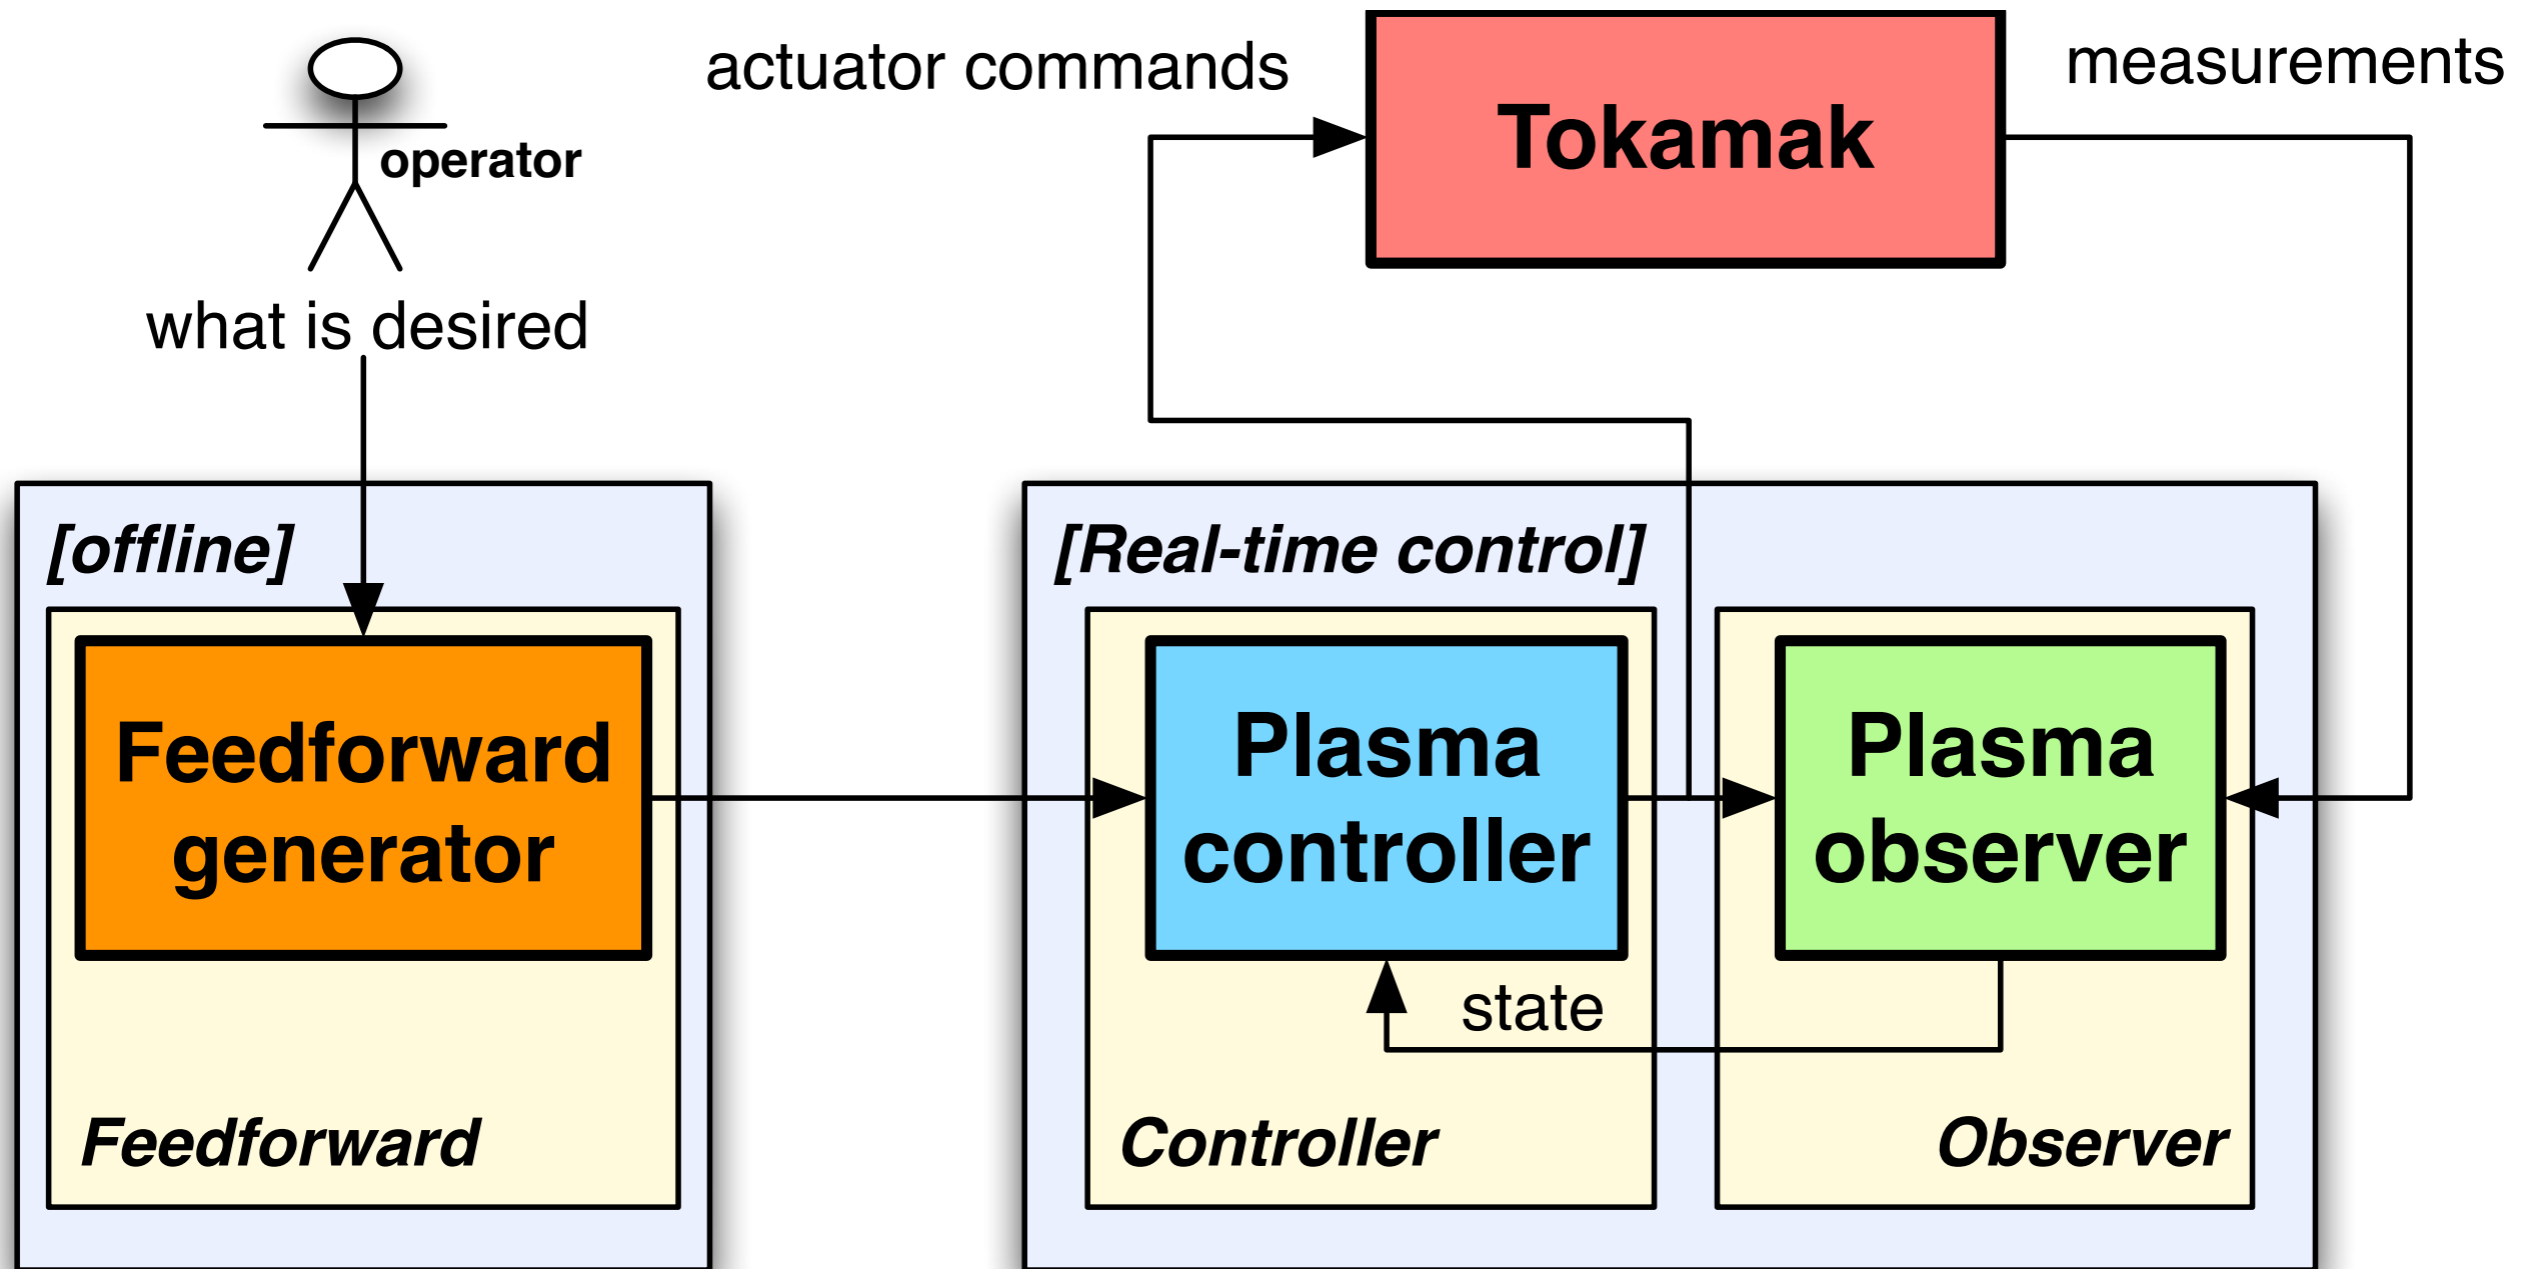 actuator commands
Tokamak
measurements
operator
what is desired
[offline]
Feedforward
generator
Feedforward
[Real-time control]
Plasma
controller
state
Controller
Plasma
observer
Observer